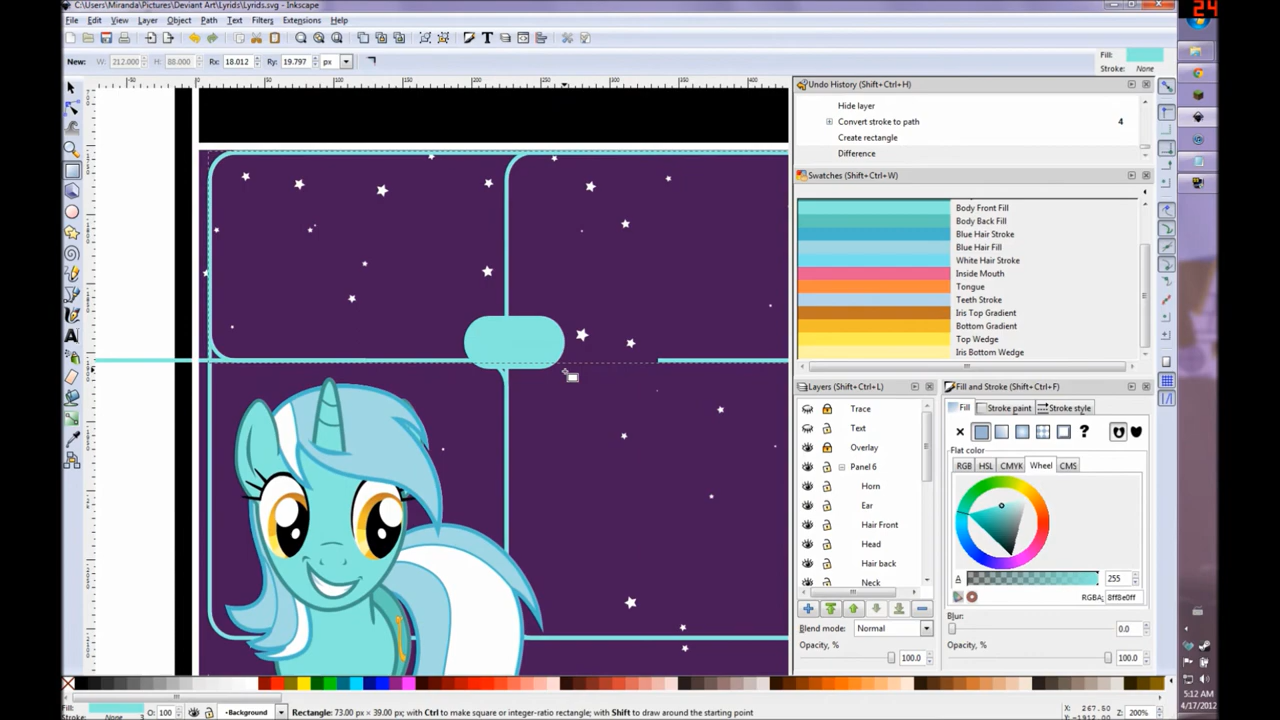 24
C:\Users\Miranda\Pictures\Deviant Art\Lyrids\Lyrids.svg - Inkscape
File Edit View Layer Object Path Text Filters Extensions Help
New: W: 212.000 H: 88.000 Rx: 18.012 Ry: 19.797 px
Fill:
Stroke: None
Undo History (Shift+Ctrl+H)
Hide layer
Convert stroke to path 4
Create rectangle
Difference
Swatches (Shift+Ctrl+W)
Body Front Fill
Body Back Fill
Blue Hair Stroke
Blue Hair Fill
White Hair Stroke
Inside Mouth
Tongue
Teeth Stroke
Iris Top Gradient
Bottom Gradient
Top Wedge
Iris Bottom Wedge
Layers (Shift+Ctrl+L)
Trace
Text
Overlay
Panel 6
Horn
Ear
Hair Front
Head
Hair back
Neck
Blend mode: Normal
Opacity, % 100.0
Fill and Stroke (Shift+Ctrl+F)
Fill Stroke paint Stroke style
?
Flat color
RGB HSL CMYK Wheel CMS
A 255
RGBA: 8ff8e0ff
Blur:
0.0
Opacity, %
100.0
Fill:
Stroke: None 3 O: 100 Background Rectangle: 73.00 px × 39.00 px; with Ctrl to make square or integer-ratio rectangle; with Shift to draw around the starting point
X: 267.50
Y: -1912.00 Z: 200%
5:12 AM
4/17/2012